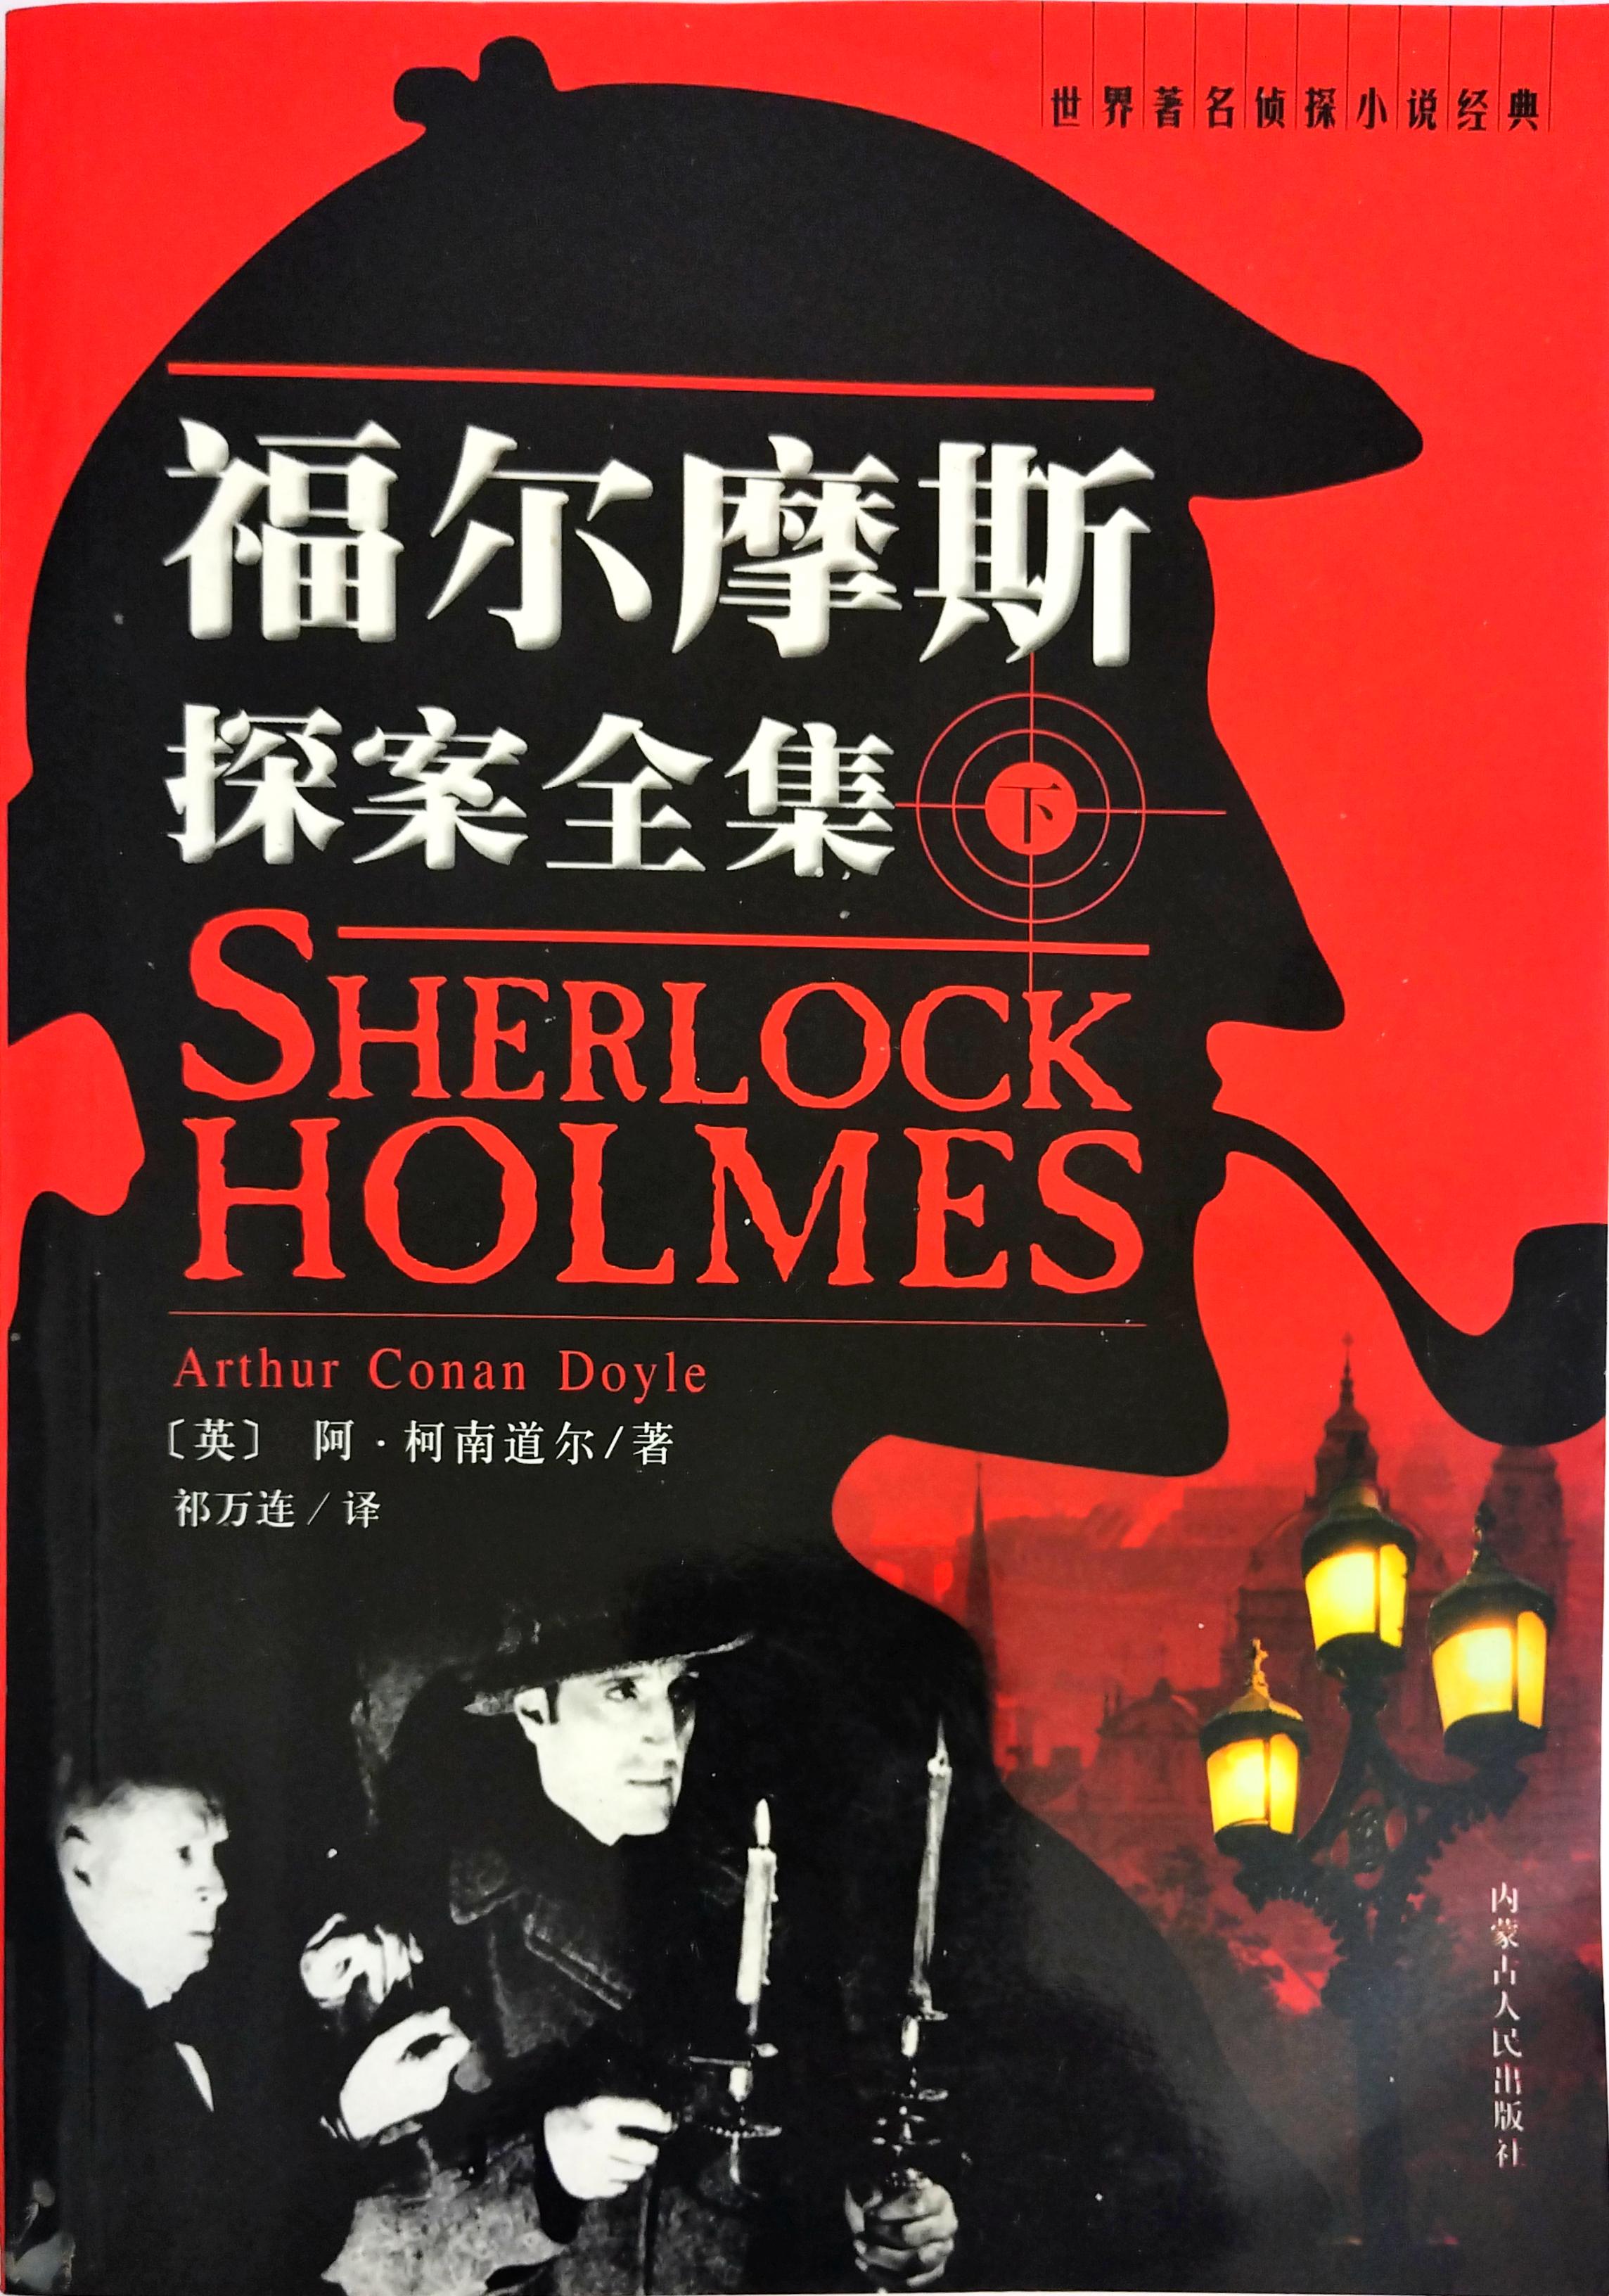 世界著名侦探小说经典
福尔摩斯
探案全集
下
SHERLOCK
HOLMES
Arthur Conan Doyle
〔英〕 阿·柯南道尔/著
祁万连/译
内蒙古人民出版社